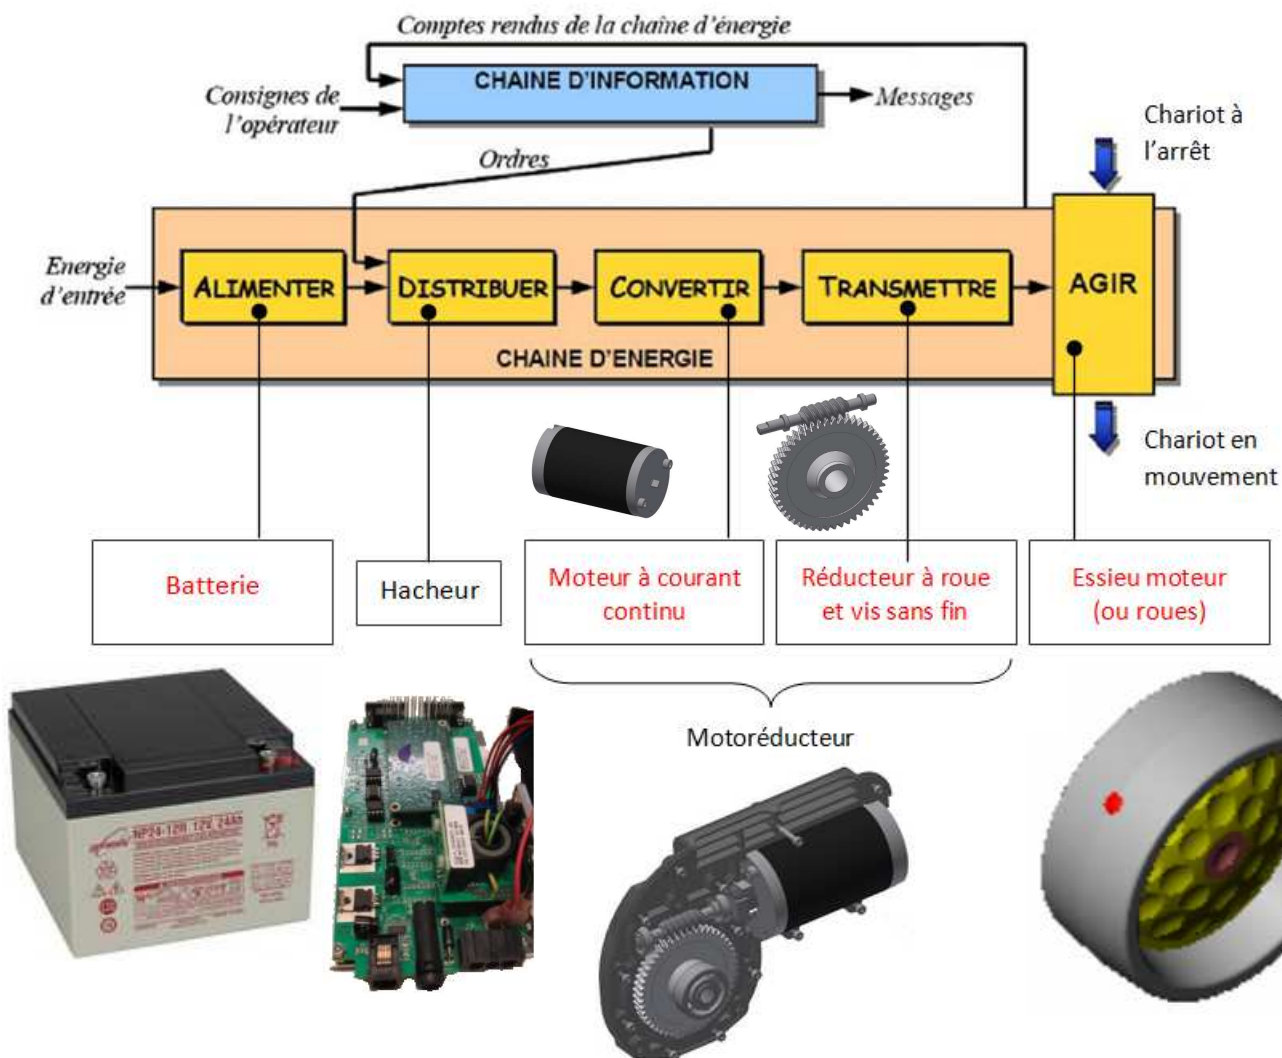 Comptes rendus de la chaîne d'énergie
CHAINE D'INFORMATION
Consignes de
l'opérateur
Messages
Ordres
Chariot à
l'arrêt
Energie
d'entrée
ALIMENTER
DISTRIBUER
CONVERTIR
TRANSMETTRE
AGIR
CHAINE D'ENERGIE
Chariot en
mouvement
Batterie
Hacheur
Moteur à courant
continu
Réducteur à roue
et vis sans fin
Essieu moteur
(ou roues)
Motoréducteur
NP24-12R 12V 24Ah